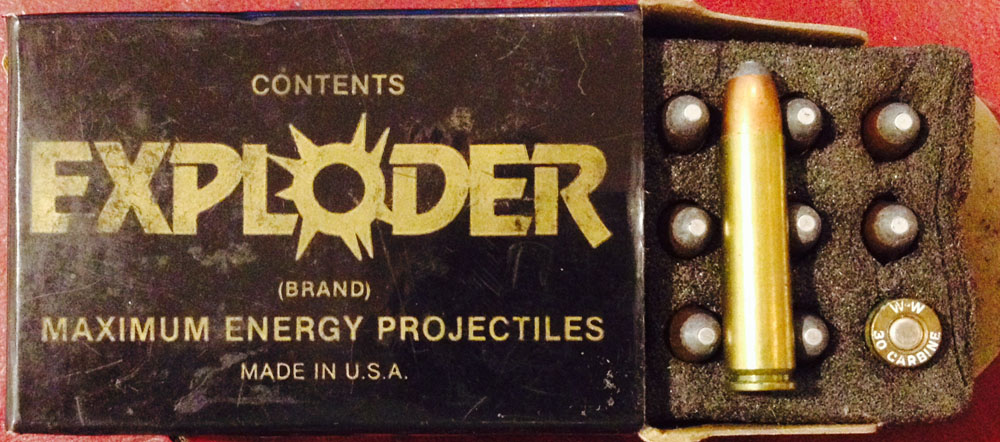 CONTENTS
EXPLODER
(BRAND)
MAXIMUM ENERGY PROJECTILES
MADE IN U.S.A.
W-W
30 CARBINE